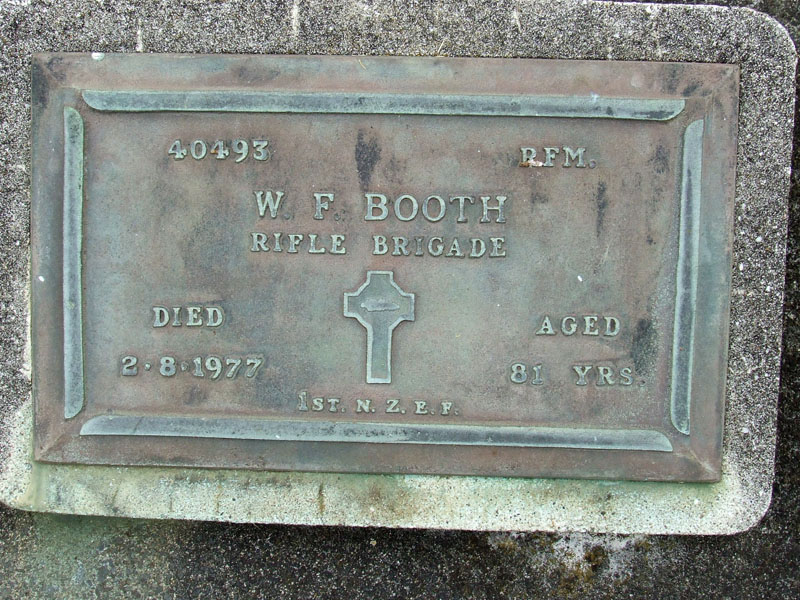 40493 RFM.
W. F. BOOTH
RIFLE BRIGADE
DIED AGED
2·8·1977 81 YRS.
1ST. N. Z. E. F.